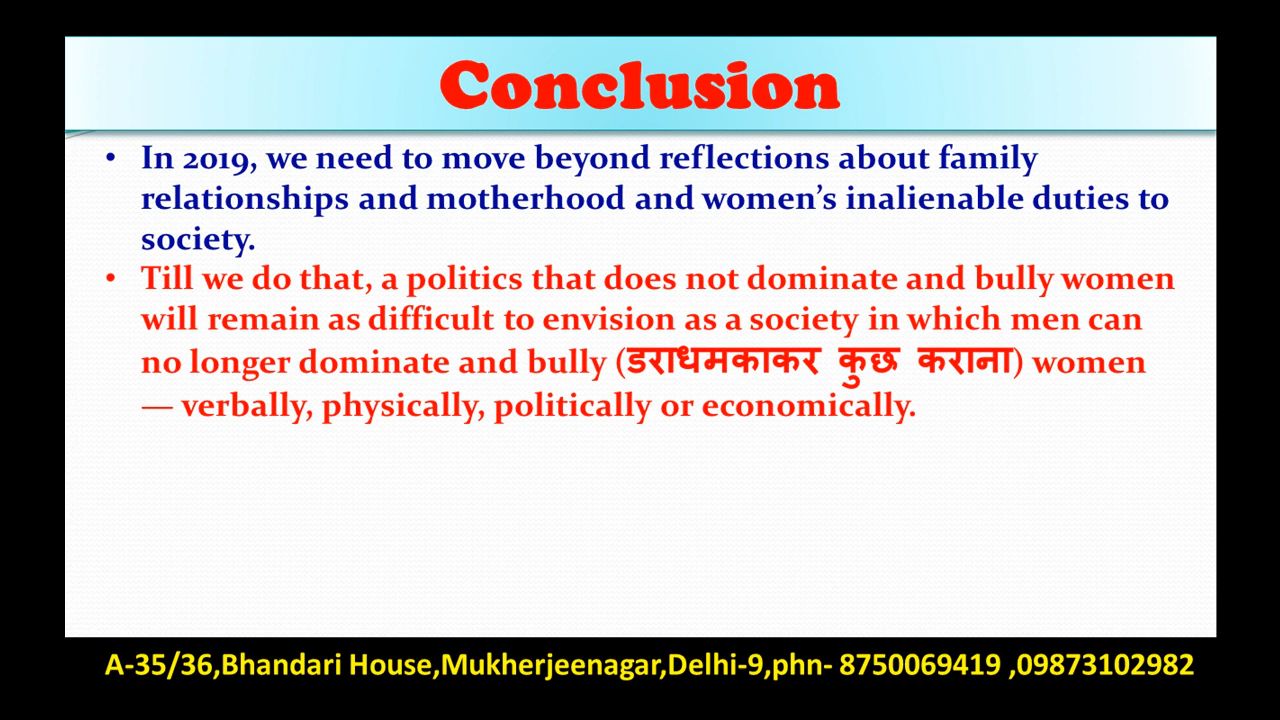 Conclusion
• In 2019, we need to move beyond reflections about family
relationships and motherhood and women’s inalienable duties to
society.
• Till we do that, a politics that does not dominate and bully women
will remain as difficult to envision as a society in which men can
no longer dominate and bully (डराधमकाकर कुछ कराना) women
— verbally, physically, politically or economically.
A-35/36,Bhandari House,Mukherjeenagar,Delhi-9,phn- 8750069419 ,09873102982